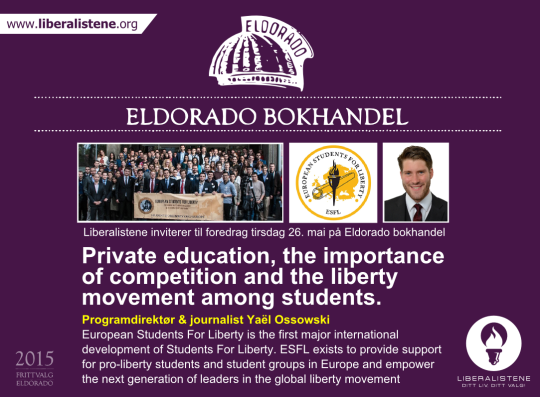 www.liberalistene.org
ELDORADO
ELDORADO BOKHANDEL
EUROPEAN STUDENTS FOR LIBERTY
EUROPEAN STUDENTS FOR LIBERTY
ESFL
Liberalistene inviterer til foredrag tirsdag 26. mai på Eldorado bokhandel
Private education, the importance
of competition and the liberty
movement among students.
Programdirektør & journalist Yaël Ossowski
European Students For Liberty is the first major international
development of Students For Liberty. ESFL exists to provide support
for pro-liberty students and student groups in Europe and empower
the next generation of leaders in the global liberty movement
2015
FRITTVALG
ELDORADO
LIBERALISTENE
DITT LIV, DITT VALG!